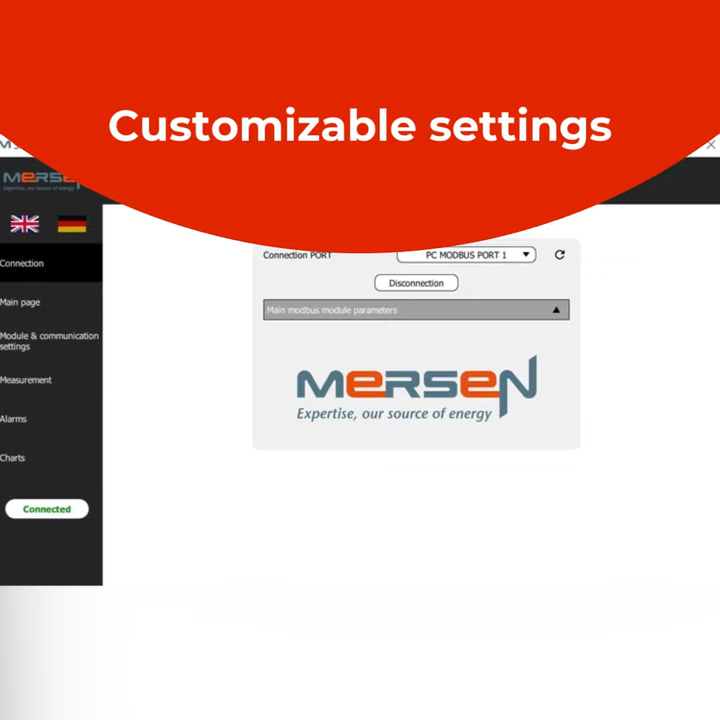 Customizable settings
MERSEN
Expertise, our source of energy
Connection
Main page
Module & communication
settings
Measurement
Alarms
Charts
Connected
Connection PORT
PC MODBUS PORT 1
Disconnection
Main modbus module parameters
MERSEN
Expertise, our source of energy